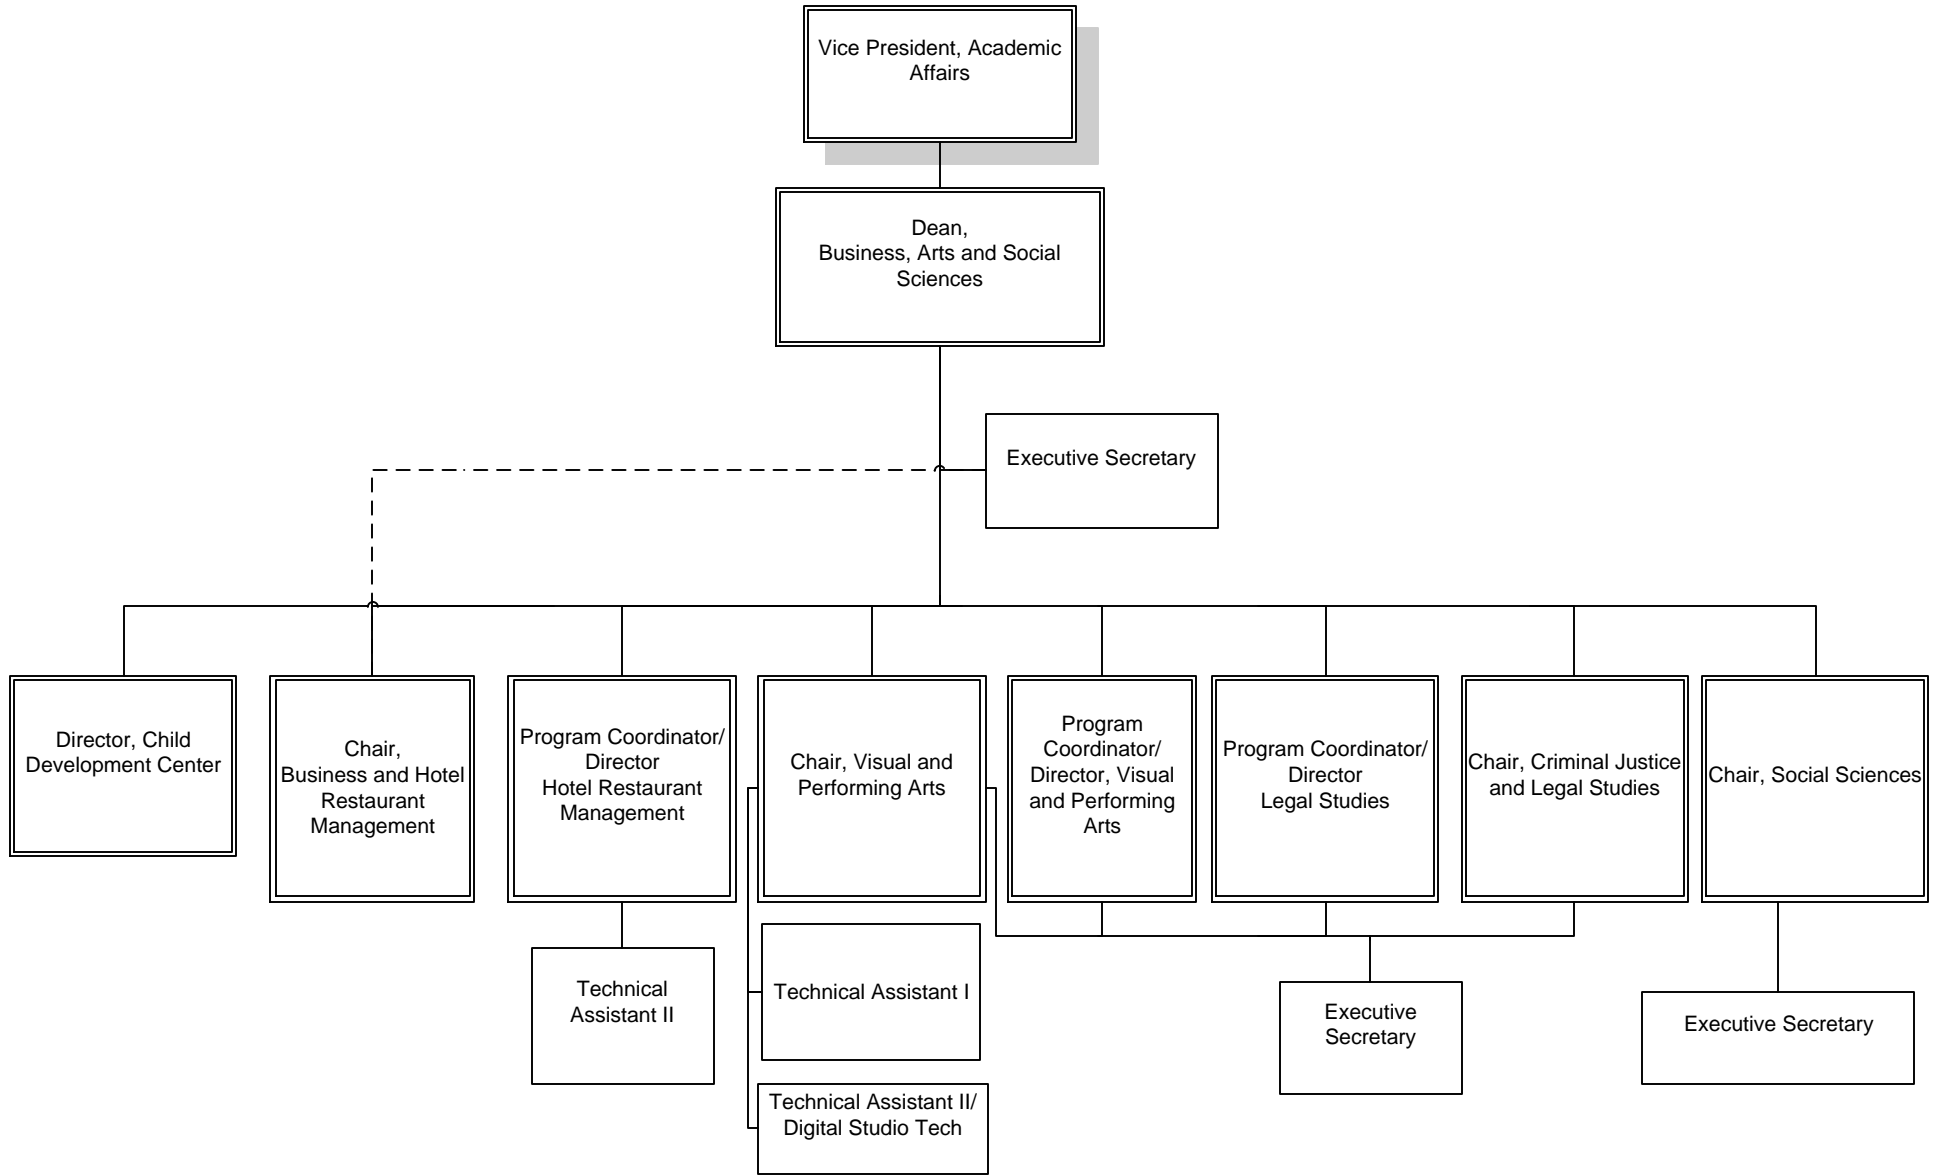 Vice President, Academic
Affairs
Dean,
Business, Arts and Social
Sciences
Executive Secretary
Director, Child
Development Center
Chair,
Business and Hotel
Restaurant
Management
Program Coordinator/
Director
Hotel Restaurant
Management
Chair, Visual and
Performing Arts
Program
Coordinator/
Director, Visual
and Performing
Arts
Program Coordinator/
Director
Legal Studies
Chair, Criminal Justice
and Legal Studies
Chair, Social Sciences
Technical
Assistant II
Technical Assistant I
Technical Assistant II/
Digital Studio Tech
Executive
Secretary
Executive Secretary